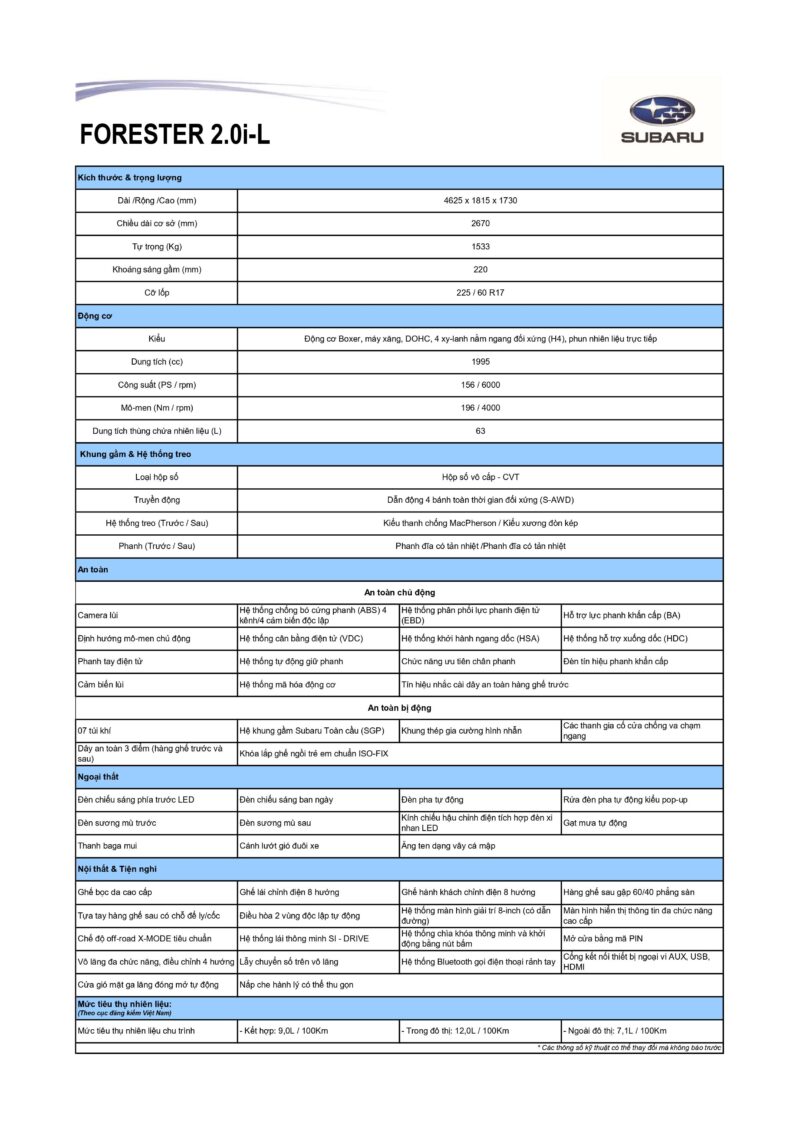 FORESTER 2.0i-L
SUBARU
Kích thước & trọng lượng
Dài /Rộng /Cao (mm) 4625 x 1815 x 1730
Chiều dài cơ sở (mm) 2670
Tự trọng (Kg) 1533
Khoảng sáng gầm (mm) 220
Cỡ lốp 225 / 60 R17
Động cơ
Kiểu Động cơ Boxer, máy xăng, DOHC, 4 xy-lanh nằm ngang đối xứng (H4), phun nhiên liệu trực tiếp
Dung tích (cc) 1995
Công suất (PS / rpm) 156 / 6000
Mô-men (Nm / rpm) 196 / 4000
Dung tích thùng chứa nhiên liệu (L) 63
Khung gầm & Hệ thống treo
Loại hộp số Hộp số vô cấp - CVT
Truyền động Dẫn động 4 bánh toàn thời gian đối xứng (S-AWD)
Hệ thống treo (Trước / Sau) Kiểu thanh chống MacPherson / Kiểu xương đòn kép
Phanh (Trước / Sau) Phanh đĩa có tản nhiệt /Phanh đĩa có tản nhiệt
An toàn
An toàn chủ động
Camera lùi
Hệ thống chống bó cứng phanh (ABS) 4
kênh/4 cảm biến độc lập
Hệ thống phân phối lực phanh điện tử
(EBD)
Hỗ trợ lực phanh khẩn cấp (BA)
Định hướng mô-men chủ động Hệ thống cân bằng điện tử (VDC) Hệ thống khởi hành ngang dốc (HSA) Hệ thống hỗ trợ xuống dốc (HDC)
Phanh tay điện tử Hệ thống tự động giữ phanh Chức năng ưu tiên chân phanh Đèn tín hiệu phanh khẩn cấp
Cảm biến lùi Hệ thống mã hóa động cơ Tín hiệu nhắc cài dây an toàn hàng ghế trước
An toàn bị động
07 túi khí Hệ khung gầm Subaru Toàn cầu (SGP) Khung thép gia cường hình nhẫn
Các thanh gia cố cửa chống va chạm
ngang
Dây an toàn 3 điểm (hàng ghế trước và
sau)
Khóa lắp ghế ngồi trẻ em chuẩn ISO-FIX
Ngoại thất
Đèn chiếu sáng phía trước LED Đèn chiếu sáng ban ngày Đèn pha tự động Rửa đèn pha tự động kiểu pop-up
Đèn sương mù trước Đèn sương mù sau
Kính chiếu hậu chỉnh điện tích hợp đèn xi
nhan LED
Gạt mưa tự động
Thanh baga mui Cánh lướt gió đuôi xe Ăng ten dạng vây cá mập
Nội thất & Tiện nghi
Ghế bọc da cao cấp Ghế lái chỉnh điện 8 hướng Ghế hành khách chỉnh điện 8 hướng Hàng ghế sau gập 60/40 phẳng sàn
Tựa tay hàng ghế sau có chỗ để ly/cốc Điều hòa 2 vùng độc lập tự động
Hệ thống màn hình giải trí 8-inch (có dẫn
đường)
Màn hình hiển thị thông tin đa chức năng
cao cấp
Chế độ off-road X-MODE tiêu chuẩn Hệ thống lái thông minh SI - DRIVE
Hệ thống chìa khóa thông minh và khởi
động bằng nút bấm
Mở cửa bằng mã PIN
Vô lăng đa chức năng, điều chỉnh 4 hướng Lẫy chuyển số trên vô lăng Hệ thống Bluetooth gọi điện thoại rảnh tay
Cổng kết nối thiết bị ngoại vi AUX, USB,
HDMI
Cửa gió mặt ga lăng đóng mở tự động Nắp che hành lý có thể thu gọn
Mức tiêu thụ nhiên liệu:
(Theo cục đăng kiểm Việt Nam)
Mức tiêu thụ nhiên liệu chu trình - Kết hợp: 9,0L / 100Km - Trong đô thị: 12,0L / 100Km - Ngoài đô thị: 7,1L / 100Km
* Các thông số kỹ thuật có thể thay đổi mà không báo trước